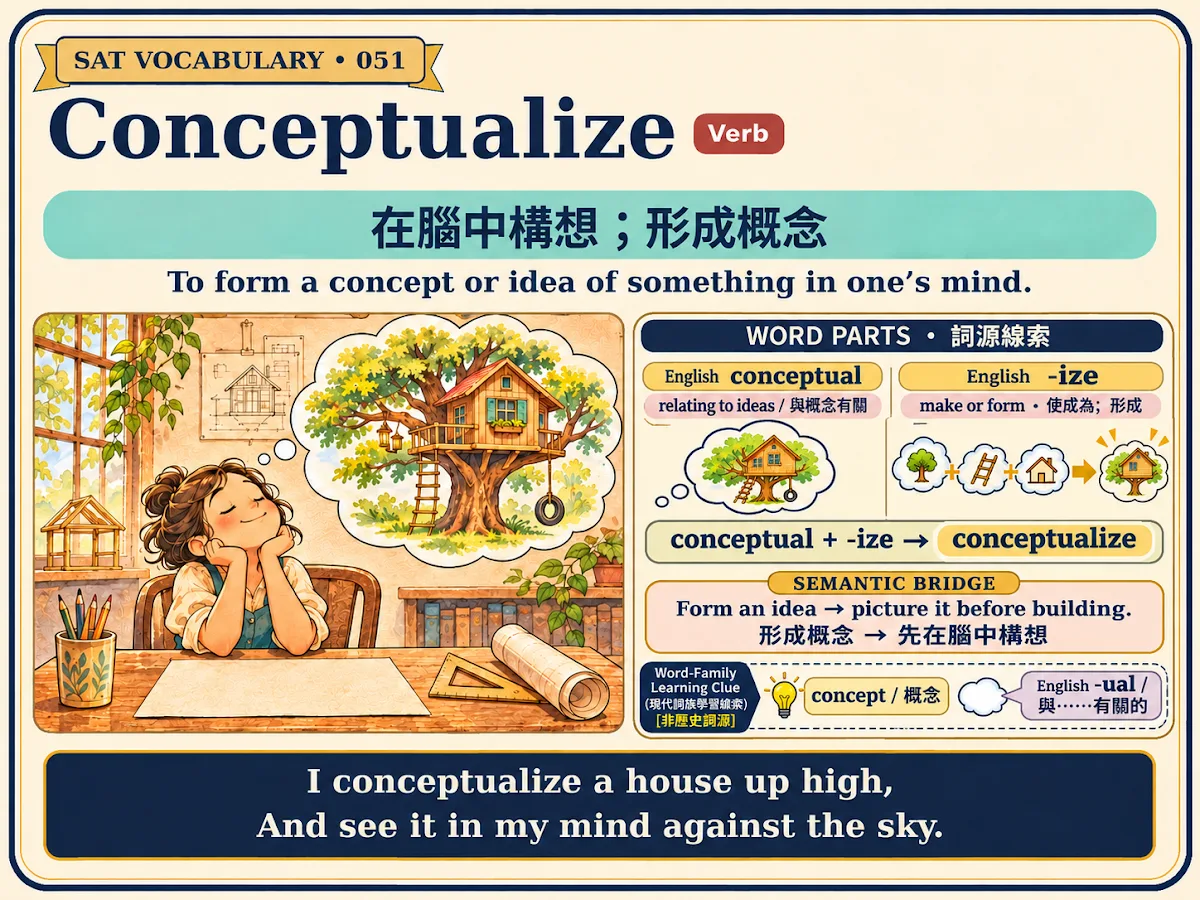 SAT VOCABULARY • 051
Conceptualize
Verb
在腦中構想；形成概念
To form a concept or idea of something in one’s mind.
WORD PARTS • 詞源線索
English conceptual
relating to ideas / 與概念有關
English -ize
make or form • 使成為；形成
conceptual + -ize → conceptualize
SEMANTIC BRIDGE
Form an idea → picture it before building.
形成概念 → 先在腦中構想
Word-Family
Learning Clue
(現代詞族學習線索)
[非歷史詞源]
concept / 概念
English -ual /
與……有關的
I conceptualize a house up high,
And see it in my mind against the sky.